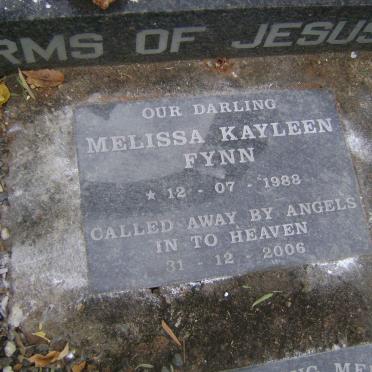 RMS OF JESUS
OUR DARLING
MELISSA KAYLEEN
FYNN
★ 12 - 07 - 1988
CALLED AWAY BY ANGELS
IN TO HEAVEN
31 - 12 - 2006